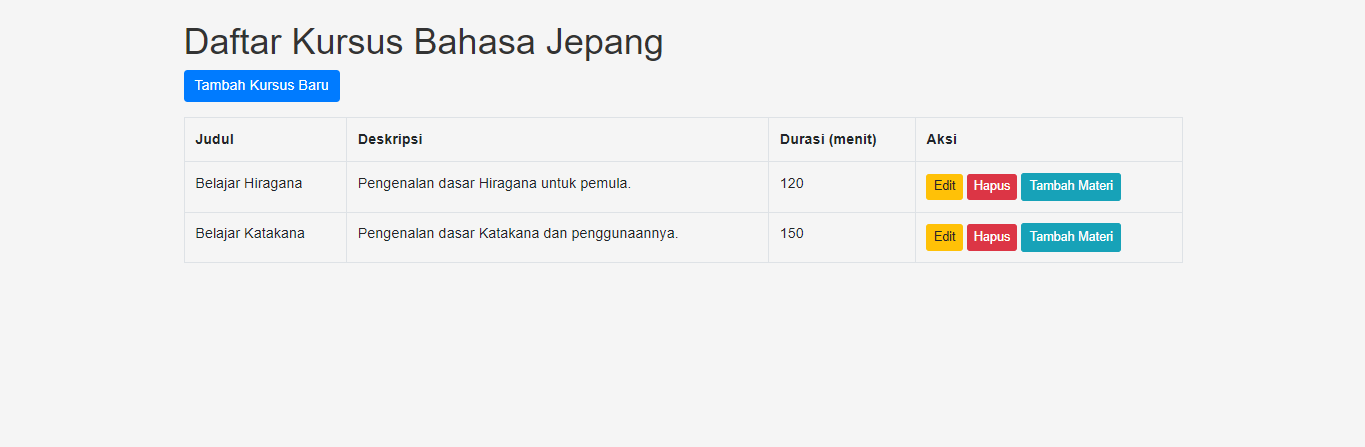 Daftar Kursus Bahasa Jepang
Tambah Kursus Baru
Judul Deskripsi Durasi (menit) Aksi
Belajar Hiragana Pengenalan dasar Hiragana untuk pemula. 120 Edit Hapus Tambah Materi
Belajar Katakana Pengenalan dasar Katakana dan penggunaannya. 150 Edit Hapus Tambah Materi